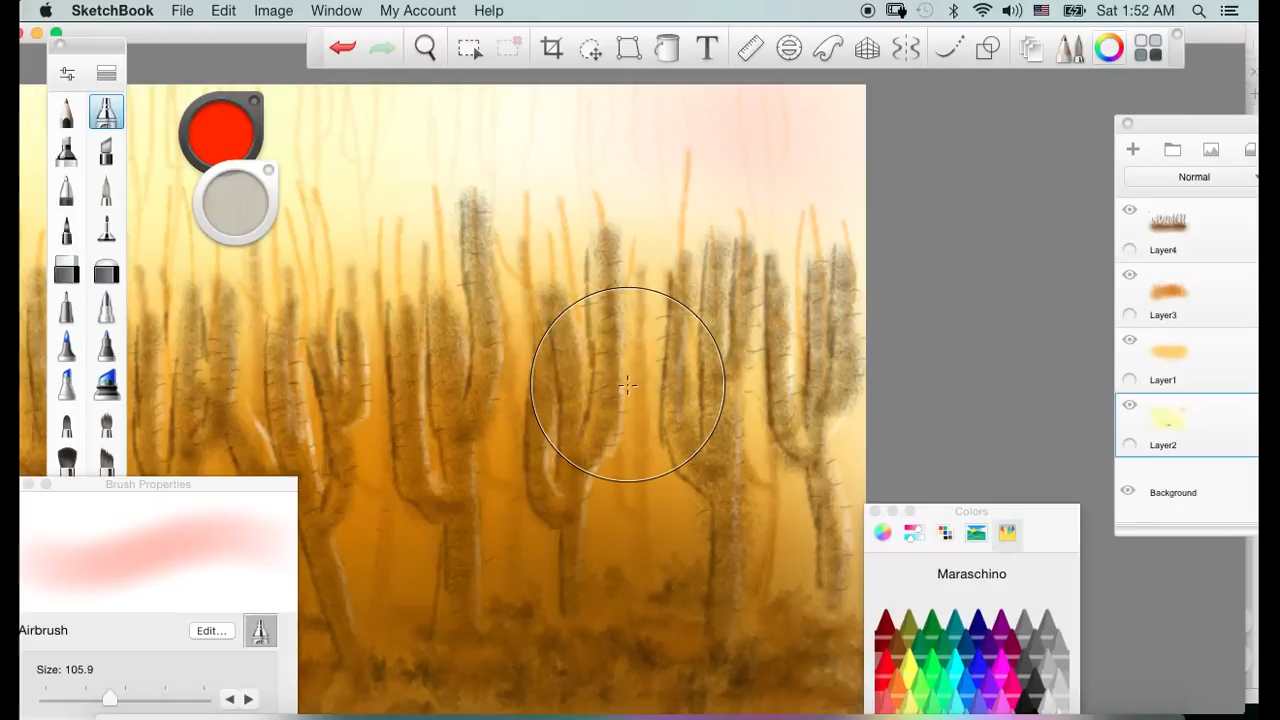 SketchBook File Edit Image Window My Account Help Sat 1:52 AM
T
Normal
Layer4
Layer3
Layer1
Layer2
Background
Brush Properties
Airbrush
Edit...
Size: 105.9
Colors
Maraschino